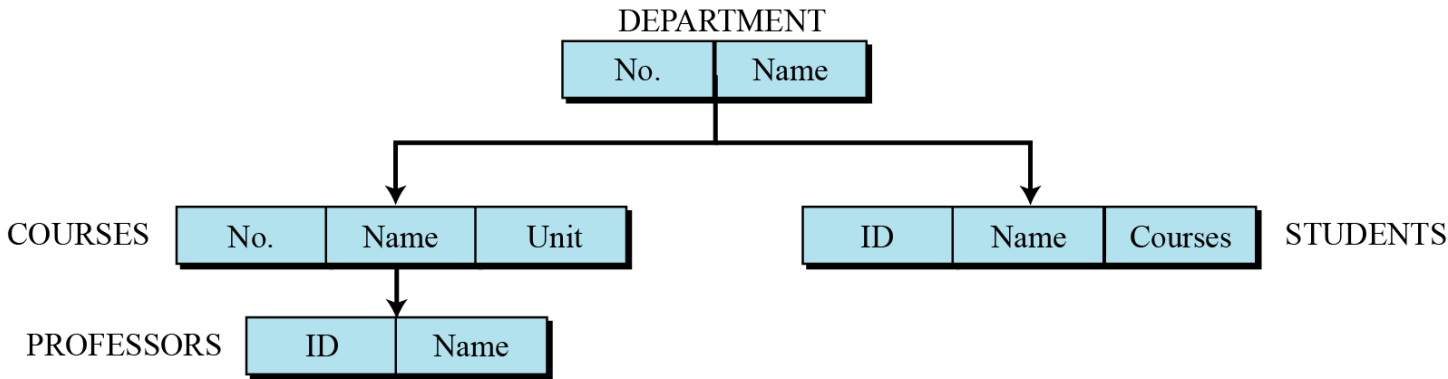 DEPARTMENT
No. Name
COURSES No. Name Unit
ID Name Courses STUDENTS
PROFESSORS ID Name